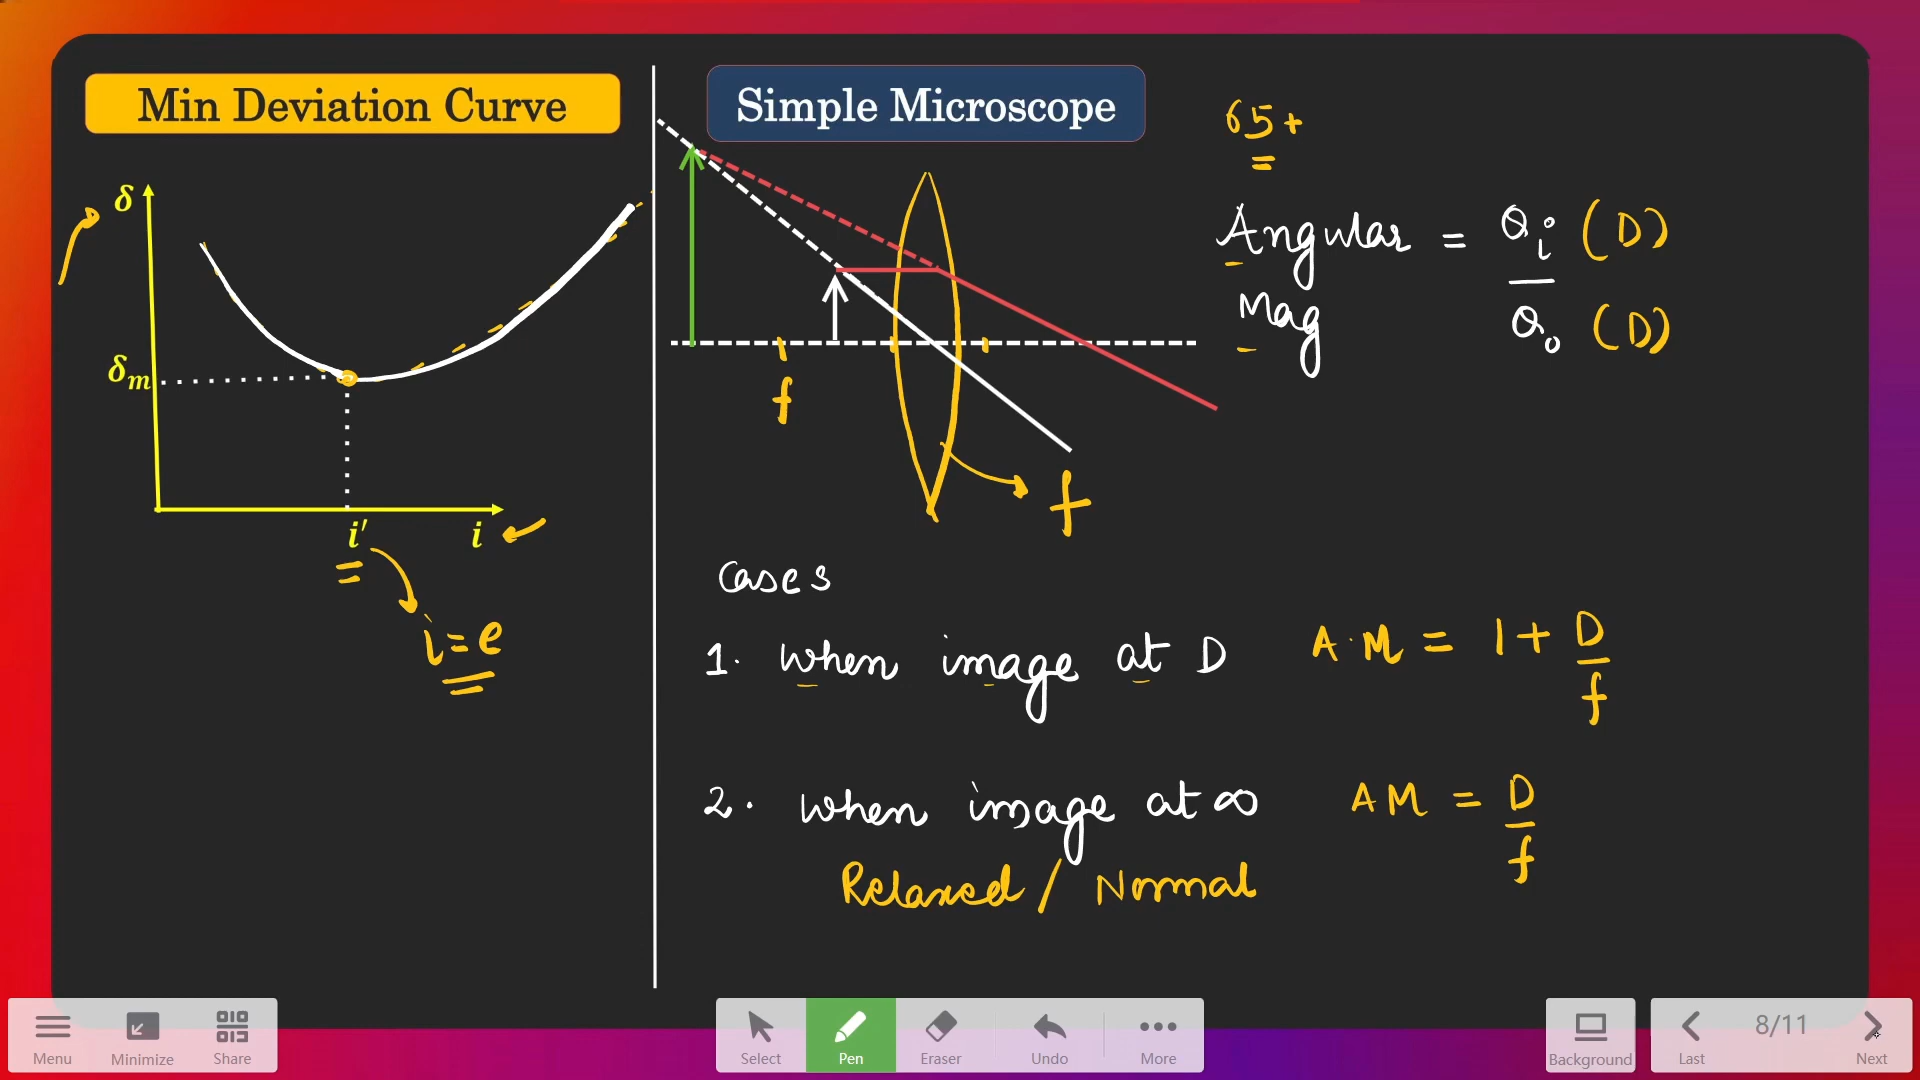 Min Deviation Curve
δ
δm
i′
i
i = e
Simple Microscope
f
f
65+
Angular = θi (D)
Mag θo (D)
Cases
1. When image at D A.M = 1 + D/f
2. When image at ∞ AM = D/f
Relaxed / Normal
Menu
Minimize
Share
Select
Pen
Eraser
Undo
More
Background
Last
8/11
Next